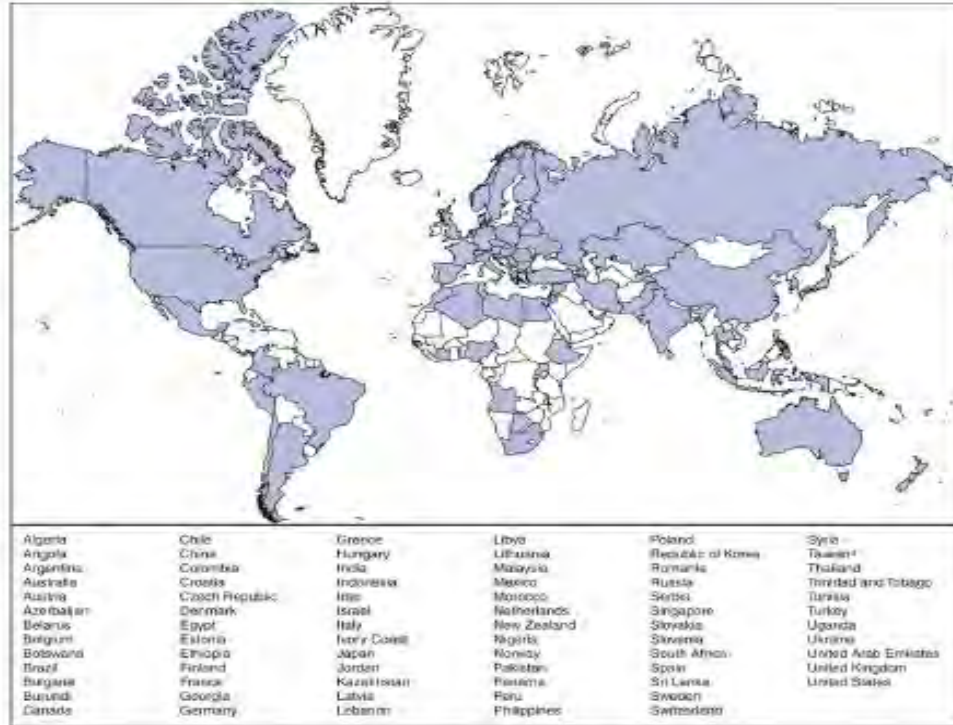 Algeria
Angola
Argentina
Australia
Austria
Azerbaijan
Belarus
Belgium
Botswana
Brazil
Bulgaria
Burundi
Canada
Chile
China
Colombia
Croatia
Czech Republic
Denmark
Egypt
Estonia
Ethiopia
Finland
France
Georgia
Germany
Greece
Hungary
India
Indonesia
Israel
Italy
Ivory Coast
Japan
Jordan
Kazakhstan
Latvia
Lebanon
Libya
Lithuania
Malaysia
Mexico
Morocco
Netherlands
New Zealand
Nigeria
Norway
Pakistan
Panama
Peru
Philippines
Poland
Republic of Korea
Romania
Russia
Serbia
Singapore
Slovakia
Slovenia
South Africa
Spain
Sri Lanka
Sweden
Switzerland
Syria
Taiwan
Thailand
Trinidad and Tobago
Tunisia
Turkey
Uganda
Ukraine
United Arab Emirates
United Kingdom
United States